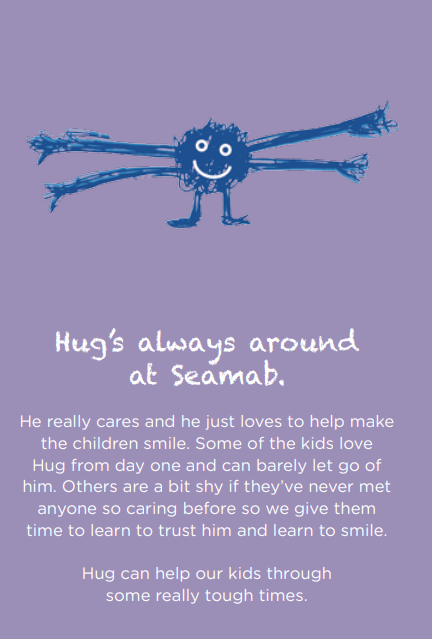 Hug's always around
at Seamab.
He really cares and he just loves to help make
the children smile. Some of the kids love
Hug from day one and can barely let go of
him. Others are a bit shy if they've never met
anyone so caring before so we give them
time to learn to trust him and learn to smile.
Hug can help our kids through
some really tough times.